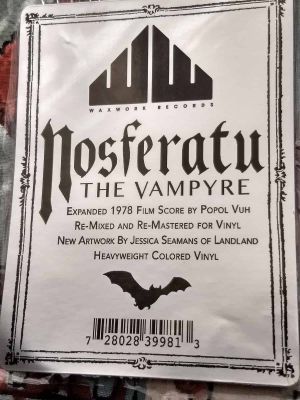 WAXWORK RECORDS
Nosferatu
THE VAMPYRE
EXPANDED 1978 FILM SCORE BY POPOL VUH
RE-MIXED AND RE-MASTERED FOR VINYL
NEW ARTWORK BY JESSICA SEAMANS OF LANDLAND
HEAVYWEIGHT COLORED VINYL
7 28028 39981 3